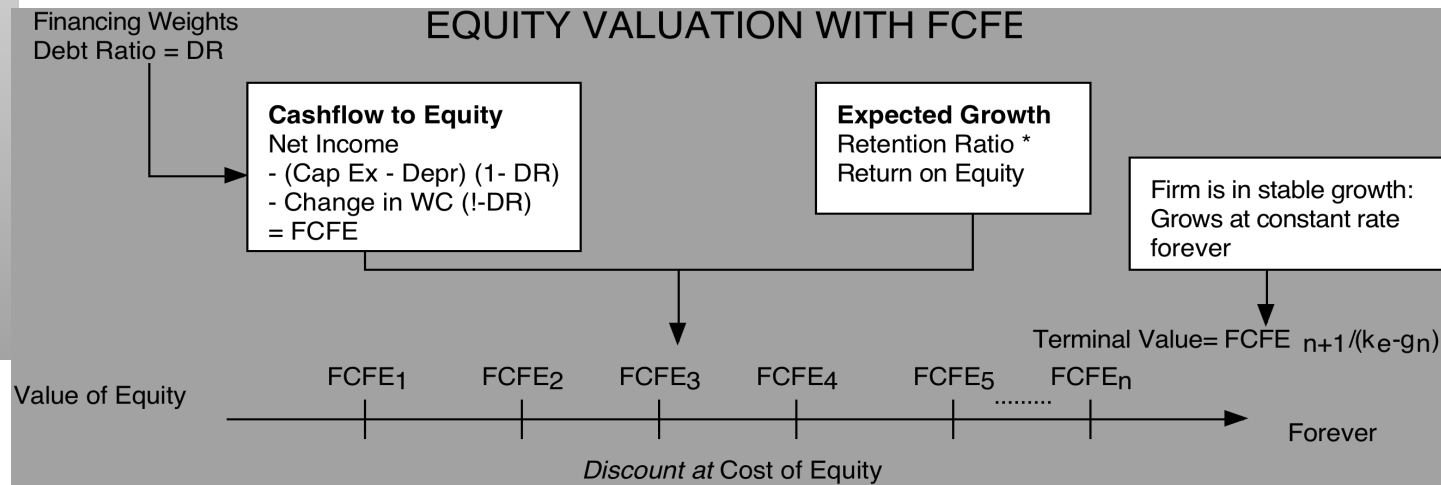 EQUITY VALUATION WITH FCFE
Financing Weights
Debt Ratio = DR
Cashflow to Equity
Net Income
- (Cap Ex - Depr) (1- DR)
- Change in WC (!-DR)
= FCFE
Expected Growth
Retention Ratio *
Return on Equity
Firm is in stable growth:
Grows at constant rate
forever
Terminal Value= FCFE n+1/(ke-gn)
FCFE1 FCFE2 FCFE3 FCFE4 FCFE5 ......... FCFEn
Value of Equity
Forever
Discount at Cost of Equity